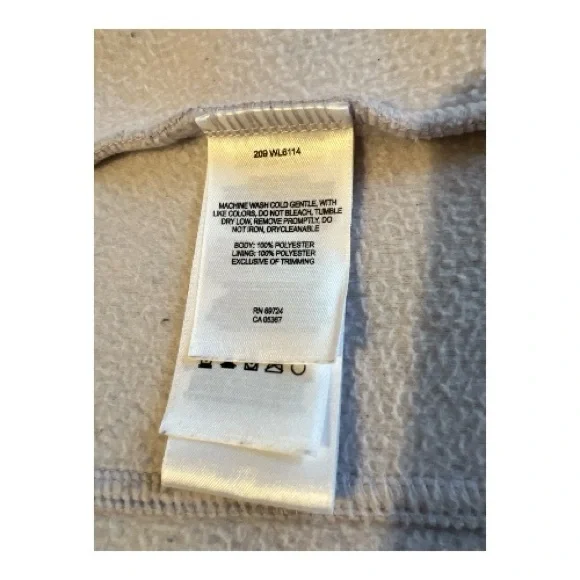 209 WL6114
MACHINE WASH COLD GENTLE, WITH
LIKE COLORS, DO NOT BLEACH, TUMBLE
DRY LOW, REMOVE PROMPTLY, DO
NOT IRON, DRYCLEANABLE
BODY: 100% POLYESTER
LINING: 100% POLYESTER
EXCLUSIVE OF TRIMMING
RN 69724
CA 05367